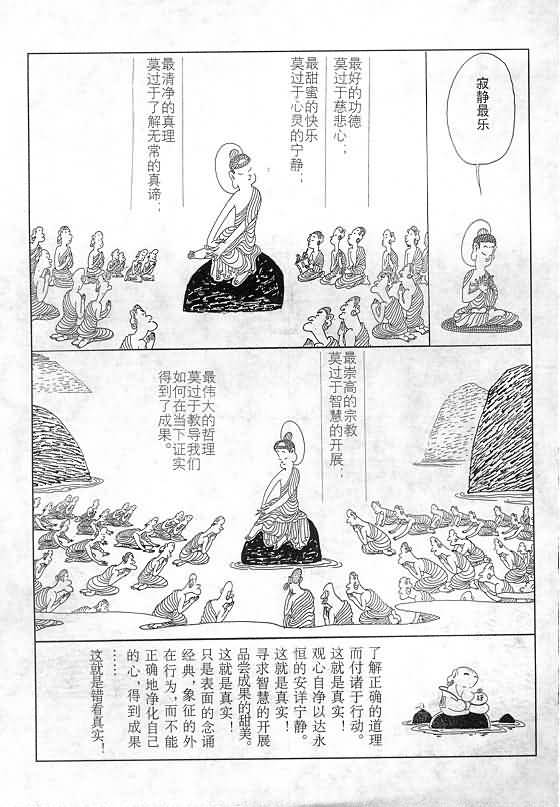 寂静最乐
最好的功德
莫过于慈悲心；
最甜蜜的快乐
莫过于心灵的宁静；
最清净的真理
莫过于了解无常的真谛；
最崇高的宗教
莫过于智慧的开展；
最伟大的哲理
莫过于教导我们
如何在当下证实
得到了成果。
了解正确的道理
而付诸于行动。
这就是真实！
观心自净以达永
恒的安详宁静。
这就是真实！
寻求智慧的开展
品尝成果的甜美。
这就是真实！
只是表面的念诵
经典，象征的外
在行为，而不能
正确地净化自己
的心，得到成果
……
这就是错看真实！